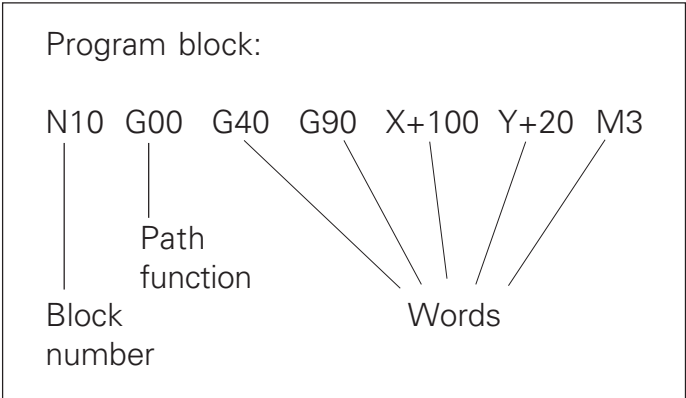 Program block:
N10 G00 G40 G90 X+100 Y+20 M3
Path
function
Block
number
Words